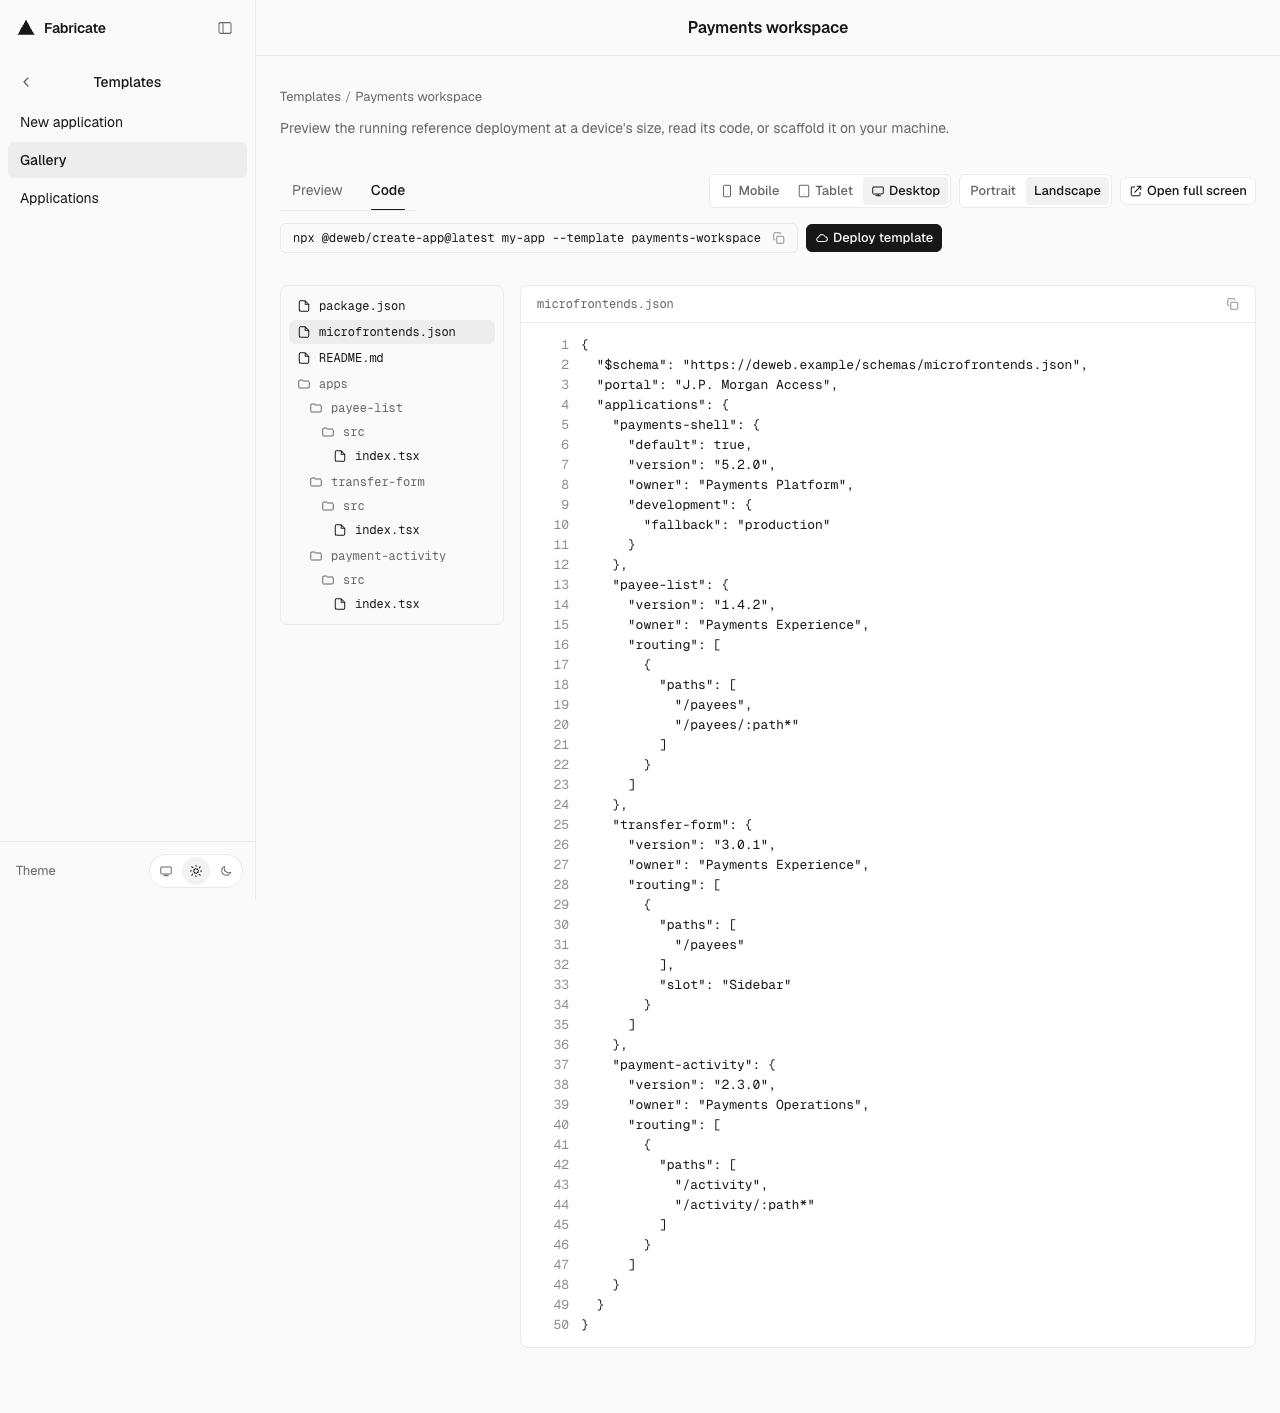 Fabricate
Payments workspace
Templates
New application
Gallery
Applications
Templates / Payments workspace
Preview the running reference deployment at a device's size, read its code, or scaffold it on your machine.
Preview Code
Mobile Tablet Desktop Portrait Landscape Open full screen
npx @deweb/create-app@latest my-app --template payments-workspace Deploy template
package.json
microfrontends.json
README.md
apps
payee-list
src
index.tsx
transfer-form
src
index.tsx
payment-activity
src
index.tsx
microfrontends.json
1 {
2   "$schema": "https://deweb.example/schemas/microfrontends.json",
3   "portal": "J.P. Morgan Access",
4   "applications": {
5     "payments-shell": {
6       "default": true,
7       "version": "5.2.0",
8       "owner": "Payments Platform",
9       "development": {
10         "fallback": "production"
11       }
12     },
13     "payee-list": {
14       "version": "1.4.2",
15       "owner": "Payments Experience",
16       "routing": [
17         {
18           "paths": [
19             "/payees",
20             "/payees/:path*"
21           ]
22         }
23       ]
24     },
25     "transfer-form": {
26       "version": "3.0.1",
27       "owner": "Payments Experience",
28       "routing": [
29         {
30           "paths": [
31             "/payees"
32           ],
33           "slot": "Sidebar"
34         }
35       ]
36     },
37     "payment-activity": {
38       "version": "2.3.0",
39       "owner": "Payments Operations",
40       "routing": [
41         {
42           "paths": [
43             "/activity",
44             "/activity/:path*"
45           ]
46         }
47       ]
48     }
49   }
50 }
Theme